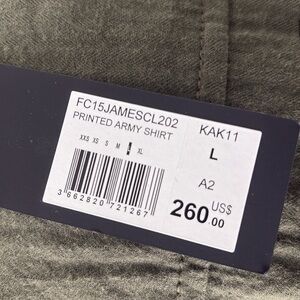 FC15JAMESCL202
PRINTED ARMY SHIRT
KAK11
XXS XS S M L XL
L
A2
3 662820 721267
260 US$
00